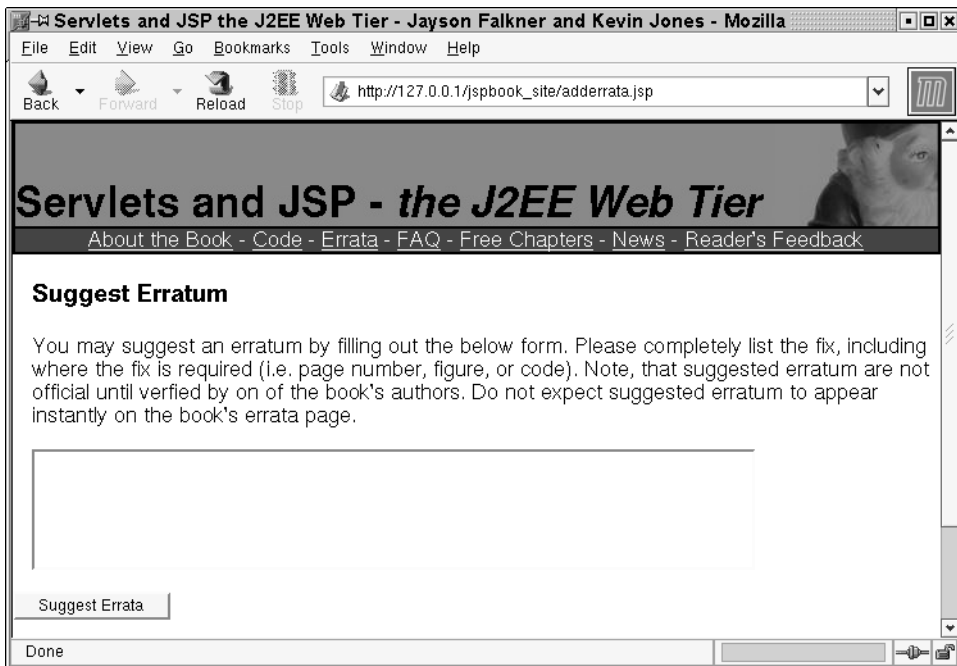 Servlets and JSP the J2EE Web Tier - Jayson Falkner and Kevin Jones - Mozilla
File Edit View Go Bookmarks Tools Window Help
Back Forward Reload Stop http://127.0.0.1/jspbook_site/adderrata.jsp
Servlets and JSP - the J2EE Web Tier
About the Book - Code - Errata - FAQ - Free Chapters - News - Reader's Feedback
Suggest Erratum
You may suggest an erratum by filling out the below form. Please completely list the fix, including
where the fix is required (i.e. page number, figure, or code). Note, that suggested erratum are not
official until verfied by on of the book's authors. Do not expect suggested erratum to appear
instantly on the book's errata page.
Suggest Errata
Done